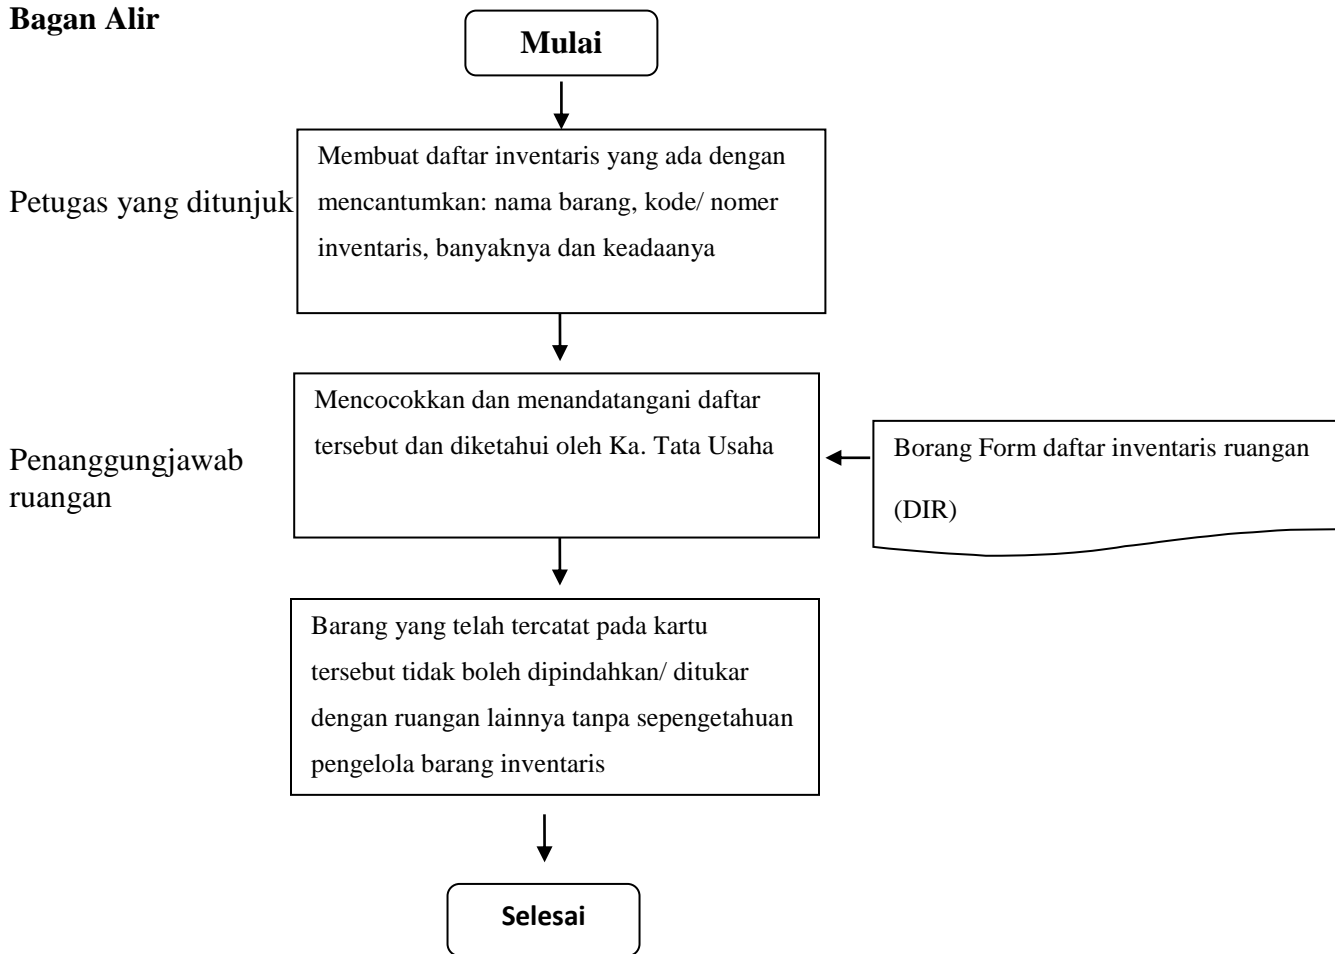 Bagan Alir
Mulai
Petugas yang ditunjuk
Membuat daftar inventaris yang ada dengan
mencantumkan: nama barang, kode/ nomer
inventaris, banyaknya dan keadaanya
Penanggungjawab
ruangan
Mencocokkan dan menandatangani daftar
tersebut dan diketahui oleh Ka. Tata Usaha
Borang Form daftar inventaris ruangan
(DIR)
Barang yang telah tercatat pada kartu
tersebut tidak boleh dipindahkan/ ditukar
dengan ruangan lainnya tanpa sepengetahuan
pengelola barang inventaris
Selesai